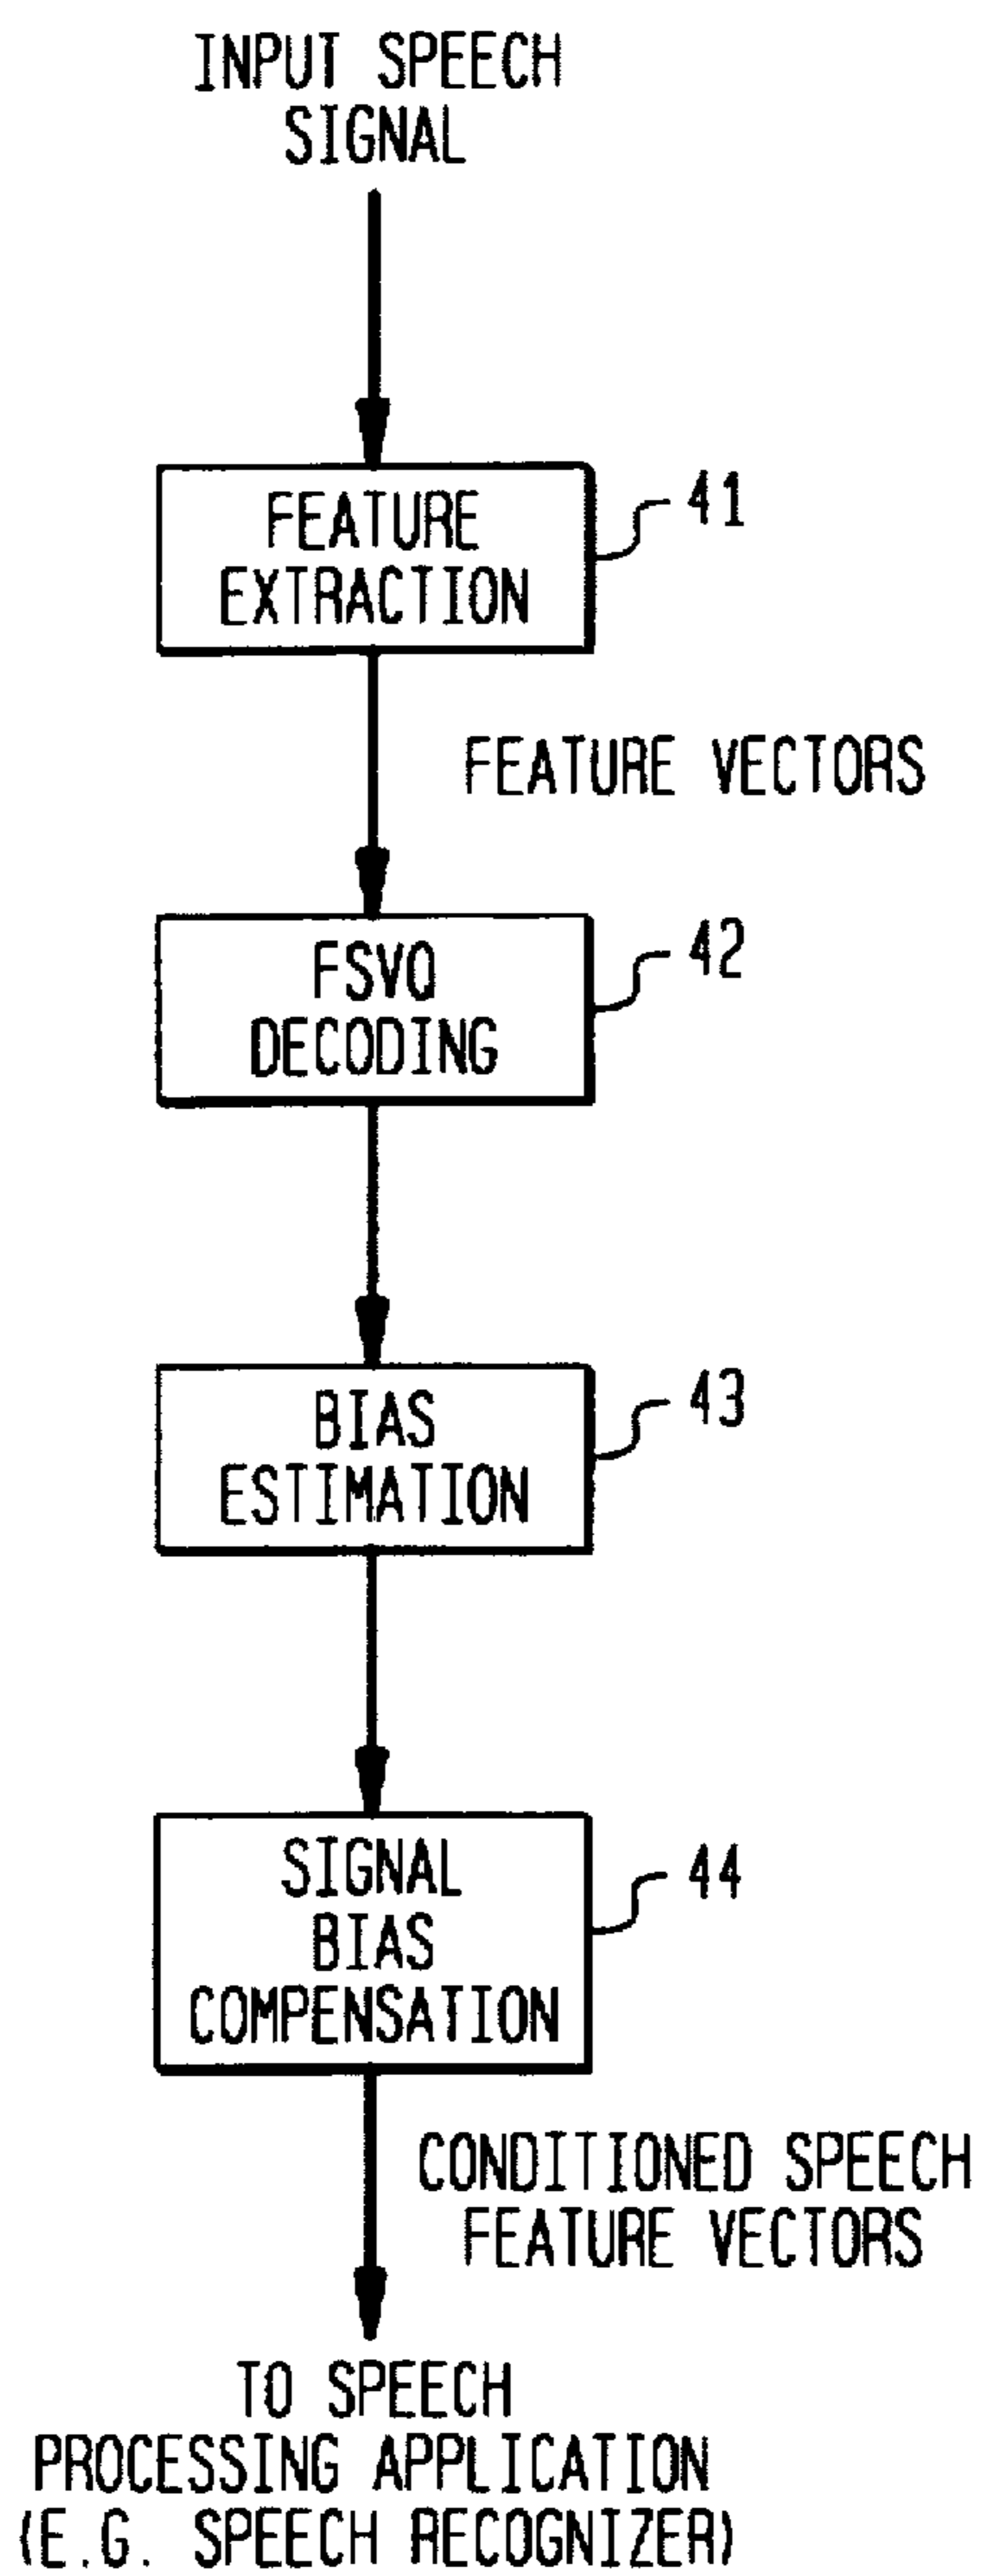 INPUT SPEECH
SIGNAL
FEATURE
EXTRACTION
41
FEATURE VECTORS
FSVQ
DECODING
42
BIAS
ESTIMATION
43
SIGNAL
BIAS
COMPENSATION
44
CONDITIONED SPEECH
FEATURE VECTORS
TO SPEECH
PROCESSING APPLICATION
(E.G. SPEECH RECOGNIZER)